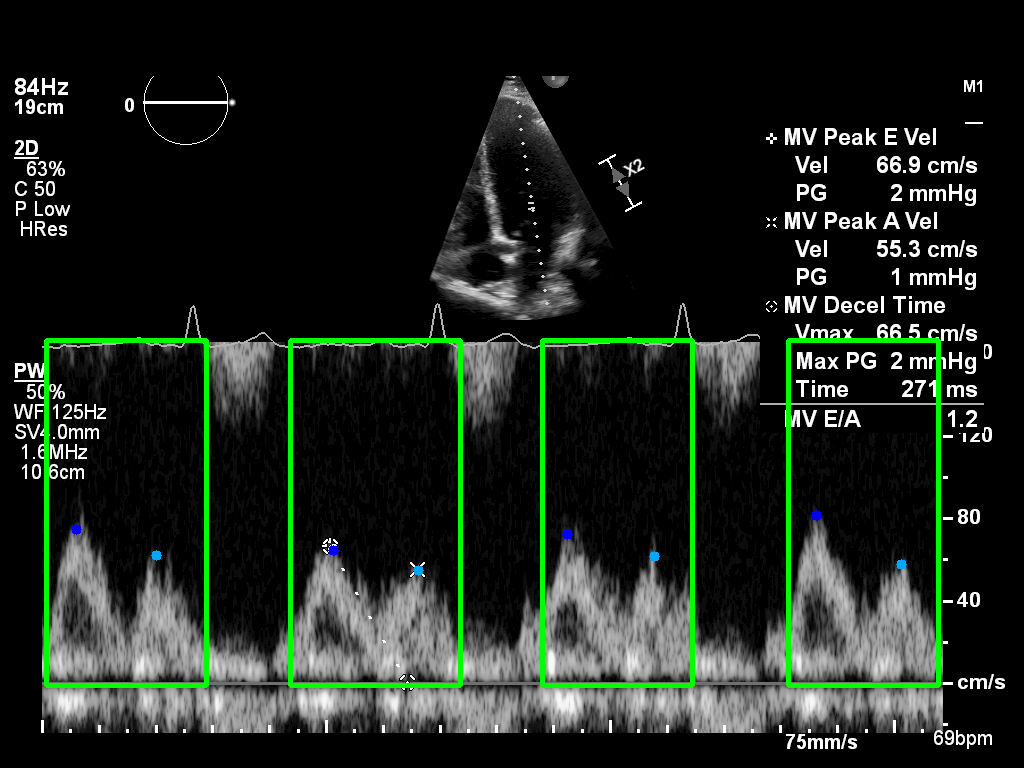 84Hz
19cm
0
2D
63%
C 50
P Low
HRes
X2
M1
MV Peak E Vel
Vel 66.9 cm/s
PG 2 mmHg
MV Peak A Vel
Vel 55.3 cm/s
PG 1 mmHg
MV Decel Time
Vmax 66.5 cm/s
Max PG 2 mmHg
Time 271 ms
MV E/A 1.2
PW
50%
WF 125Hz
SV4.0mm
1.6MHz
10.6cm
120
80
40
cm/s
75mm/s
69bpm